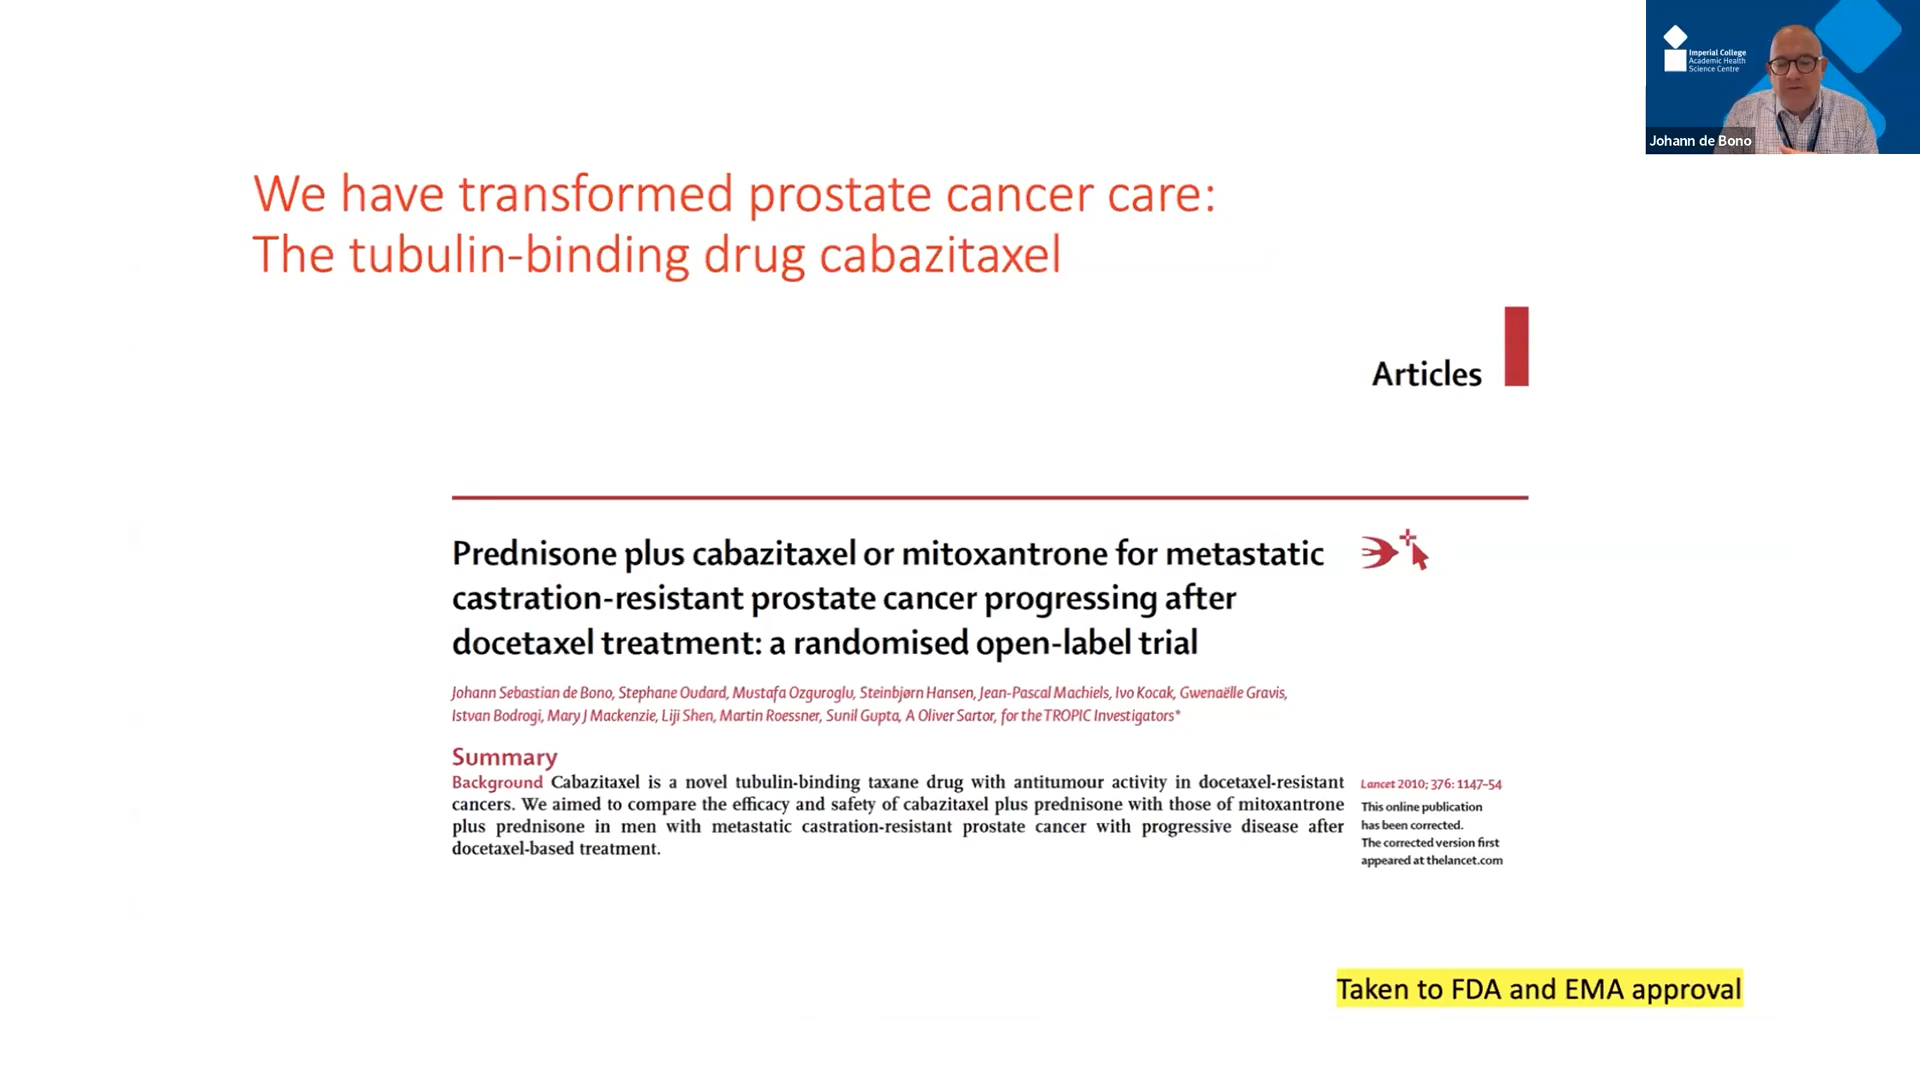 Imperial College
Academic Health
Science Centre
Johann de Bono
We have transformed prostate cancer care:
The tubulin-binding drug cabazitaxel
Articles
Prednisone plus cabazitaxel or mitoxantrone for metastatic
castration-resistant prostate cancer progressing after
docetaxel treatment: a randomised open-label trial
Johann Sebastian de Bono, Stephane Oudard, Mustafa Ozguroglu, Steinbjørn Hansen, Jean-Pascal Machiels, Ivo Kocak, Gwenaëlle Gravis,
Istvan Bodrogi, Mary J Mackenzie, Liji Shen, Martin Roessner, Sunil Gupta, A Oliver Sartor, for the TROPIC Investigators*
Summary
Background Cabazitaxel is a novel tubulin-binding taxane drug with antitumour activity in docetaxel-resistant
cancers. We aimed to compare the efficacy and safety of cabazitaxel plus prednisone with those of mitoxantrone
plus prednisone in men with metastatic castration-resistant prostate cancer with progressive disease after
docetaxel-based treatment.
Lancet 2010; 376: 1147–54
This online publication
has been corrected.
The corrected version first
appeared at thelancet.com
Taken to FDA and EMA approval